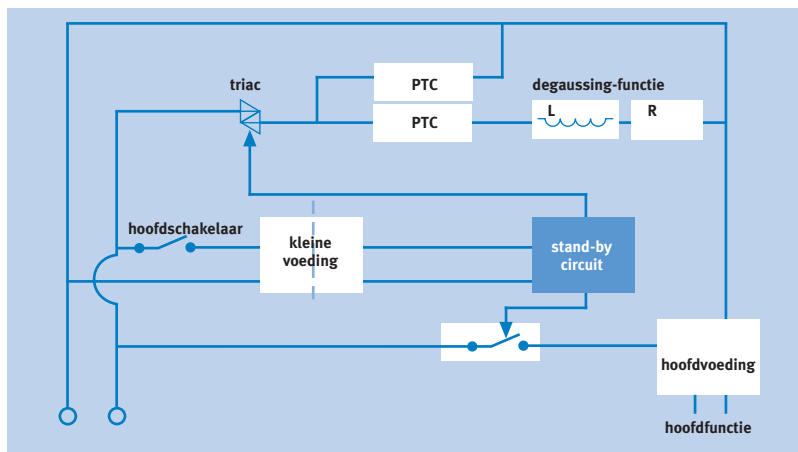 triac
PTC
degaussing-functie
PTC
L
R
hoofdschakelaar
kleine
voeding
stand-by
circuit
hoofdvoeding
hoofdfunctie